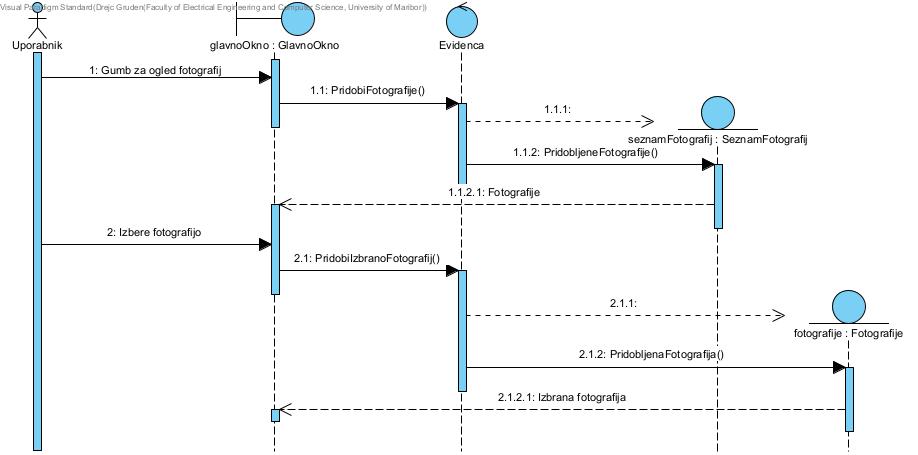 Visual Paradigm Standard(Drejc Gruden(Faculty of Electrical Engineering and Computer Science, University of Maribor))
Uporabnik
glavnoOkno : GlavnoOkno
Evidenca
1: Gumb za ogled fotografij
1.1: PridobiFotografije()
1.1.1:
seznamFotografij : SeznamFotografij
1.1.2: PridobljeneFotografije()
1.1.2.1: Fotografije
2: Izbere fotografijo
2.1: PridobiIzbranoFotografij()
2.1.1:
fotografije : Fotografije
2.1.2: PridobljenaFotografija()
2.1.2.1: Izbrana fotografija